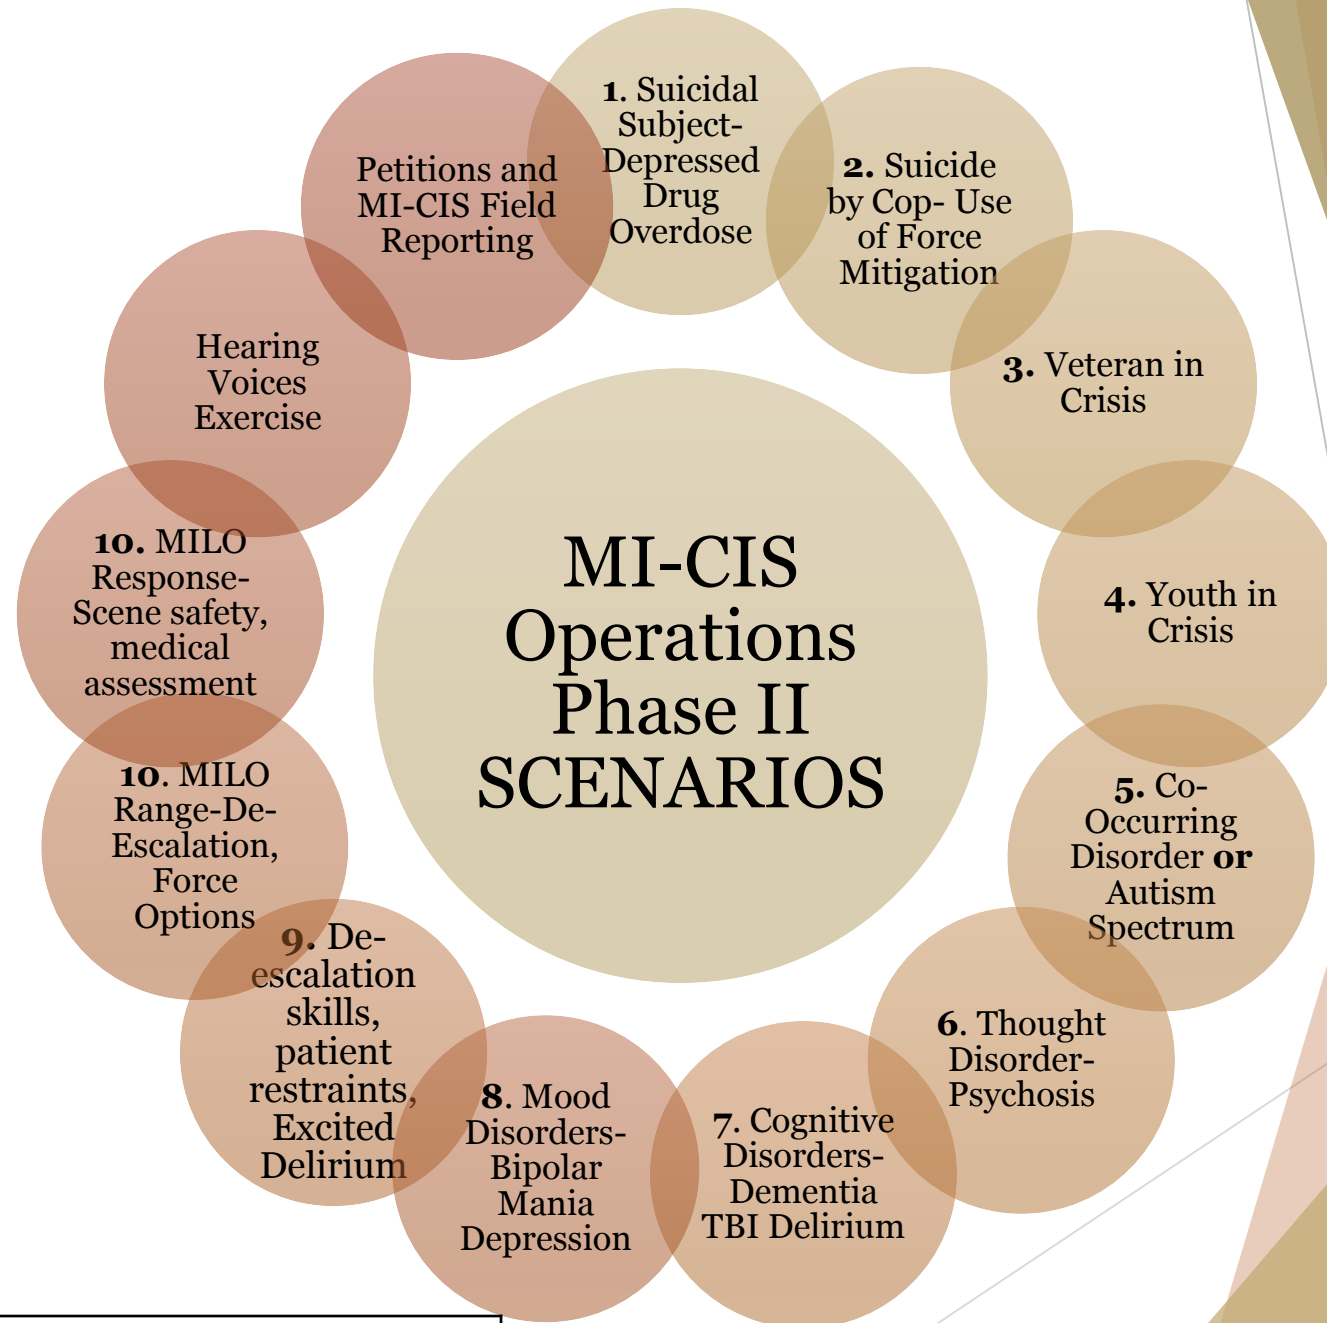 1. Suicidal
Subject-
Depressed
Drug
Overdose
2. Suicide
by Cop- Use
of Force
Mitigation
3. Veteran in
Crisis
4. Youth in
Crisis
5. Co-
Occurring
Disorder or
Autism
Spectrum
6. Thought
Disorder-
Psychosis
7. Cognitive
Disorders-
Dementia
TBI Delirium
8. Mood
Disorders-
Bipolar
Mania
Depression
9. De-
escalation
skills,
patient
restraints,
Excited
Delirium
10. MILO
Range-De-
Escalation,
Force
Options
10. MILO
Response-
Scene safety,
medical
assessment
Hearing
Voices
Exercise
Petitions and
MI-CIS Field
Reporting
MI-CIS
Operations
Phase II
SCENARIOS